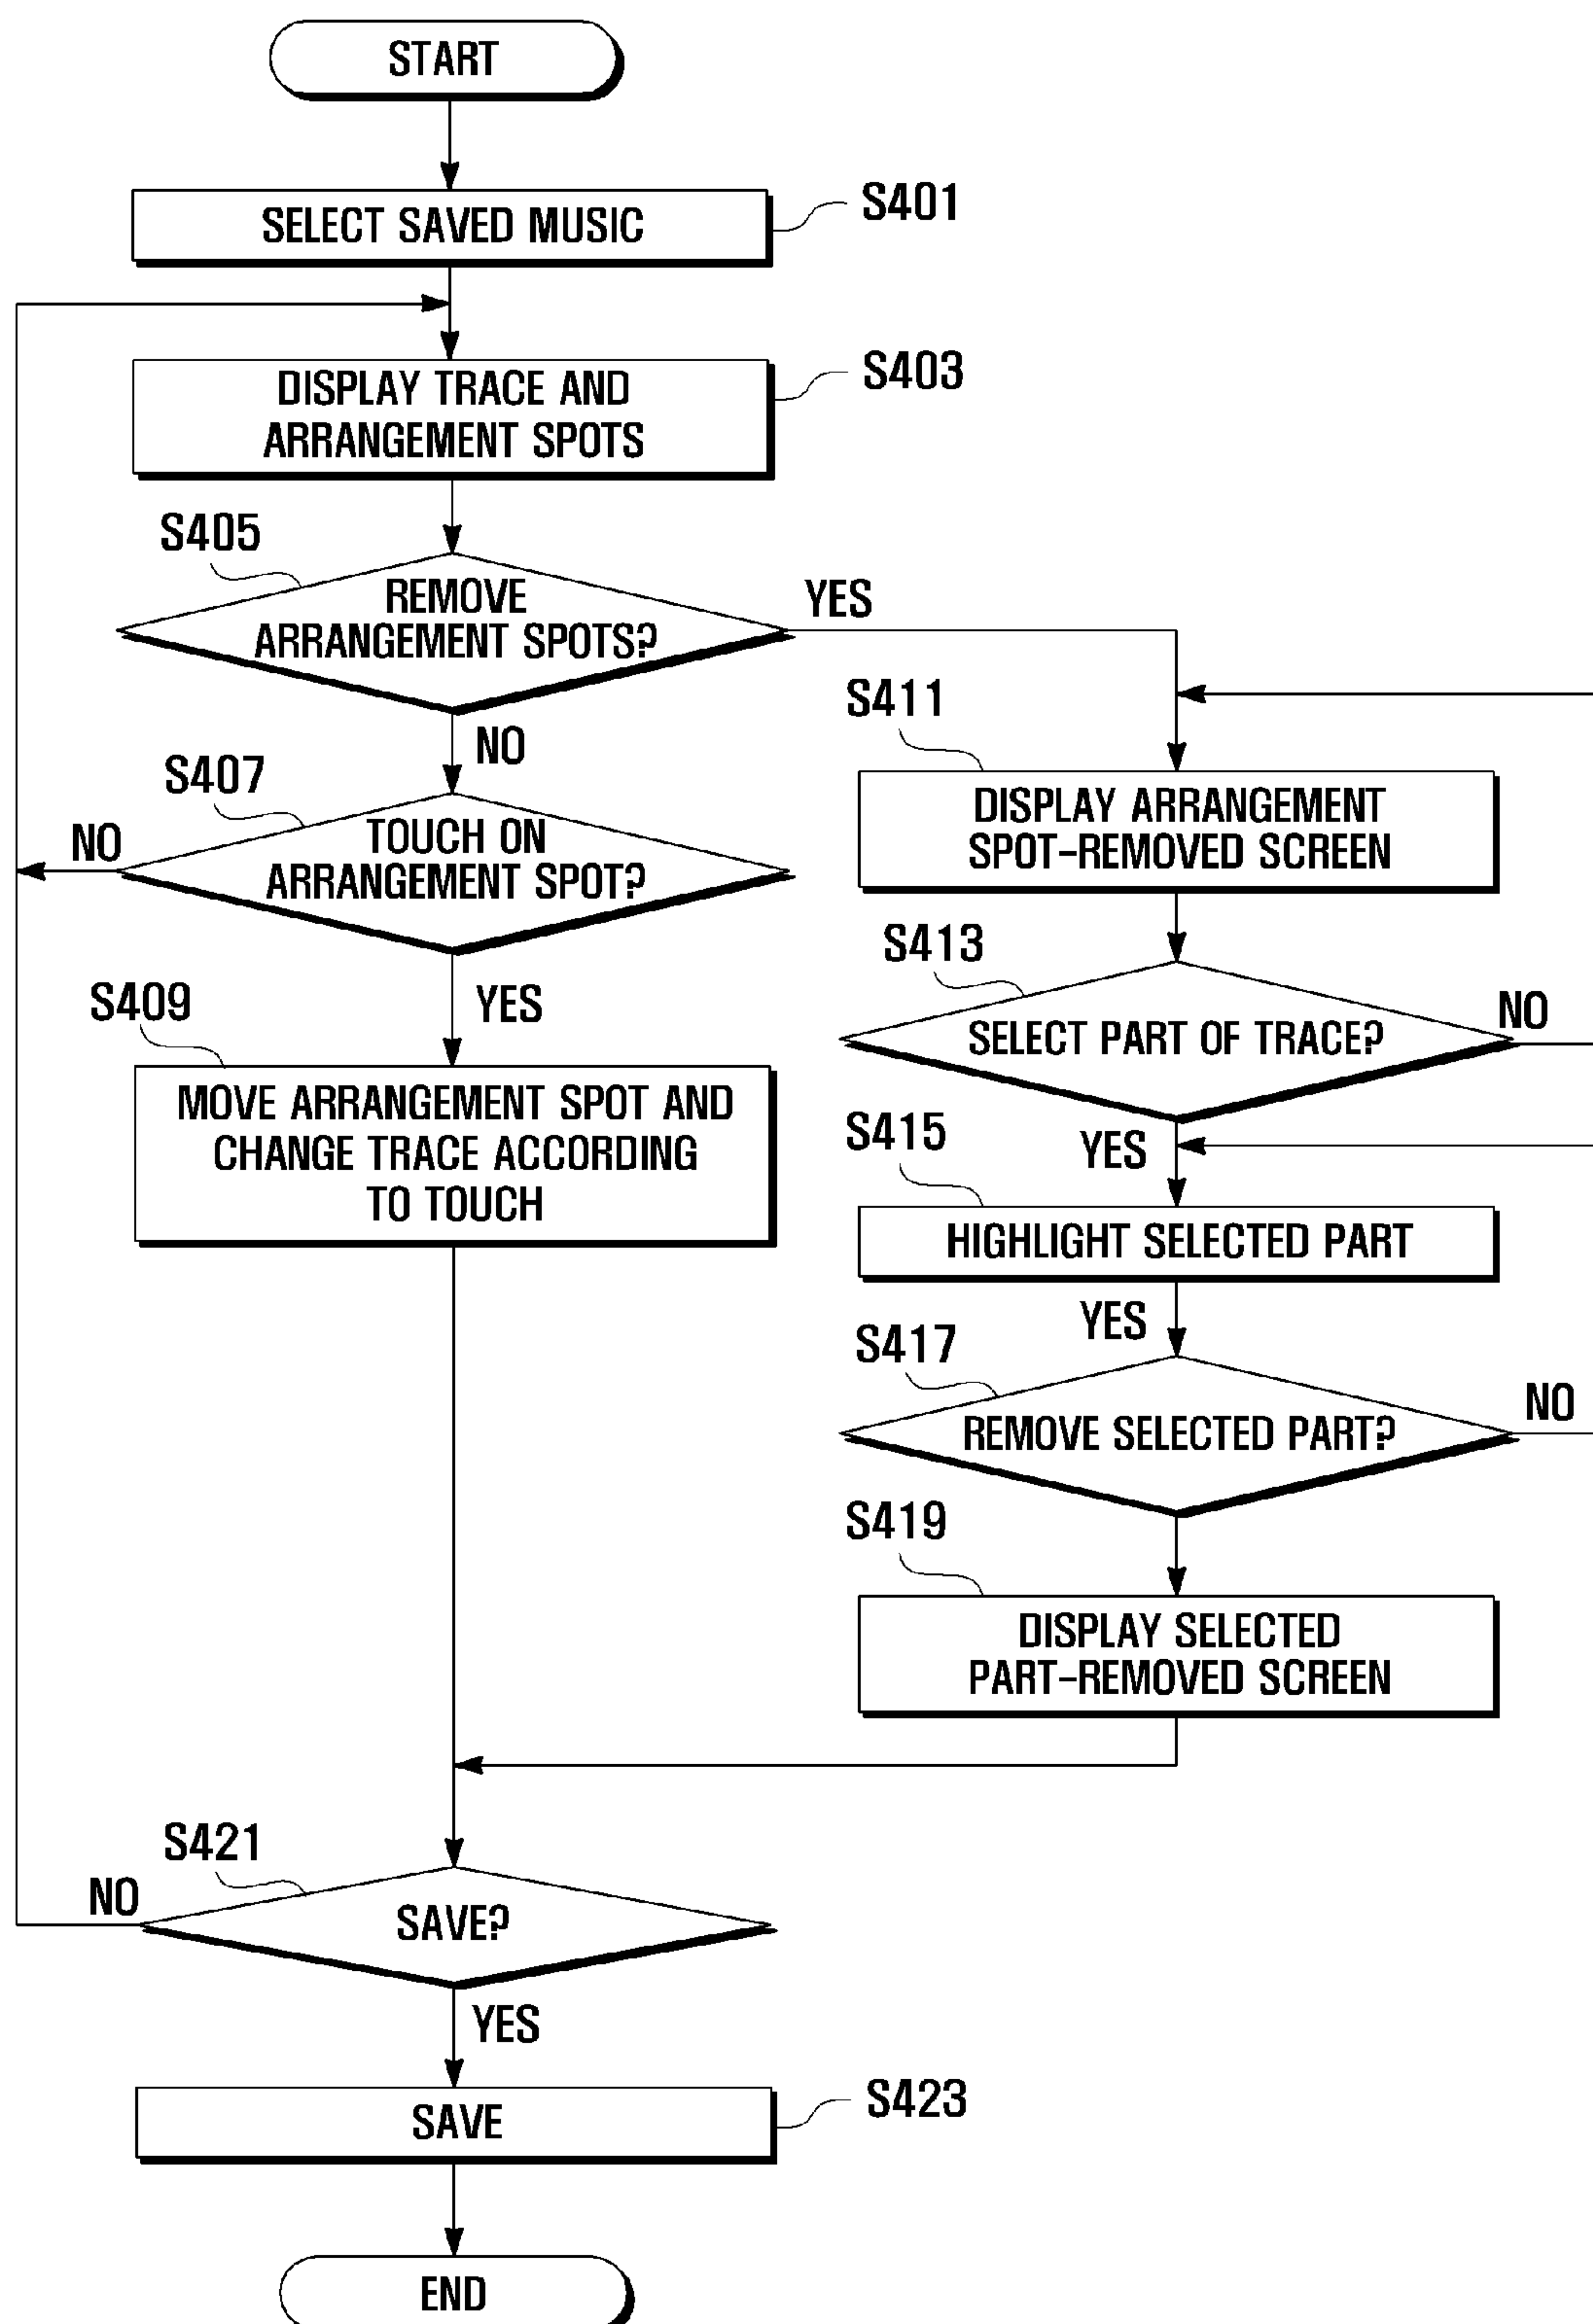 START
SELECT SAVED MUSIC
S401
DISPLAY TRACE AND
ARRANGEMENT SPOTS
S403
S405
REMOVE
ARRANGEMENT SPOTS?
YES
NO
S407
TOUCH ON
ARRANGEMENT SPOT?
NO
YES
S409
MOVE ARRANGEMENT SPOT AND
CHANGE TRACE ACCORDING
TO TOUCH
S411
DISPLAY ARRANGEMENT
SPOT-REMOVED SCREEN
S413
SELECT PART OF TRACE?
NO
YES
S415
HIGHLIGHT SELECTED PART
YES
S417
REMOVE SELECTED PART?
NO
S419
DISPLAY SELECTED
PART-REMOVED SCREEN
S421
SAVE?
NO
YES
SAVE
S423
END